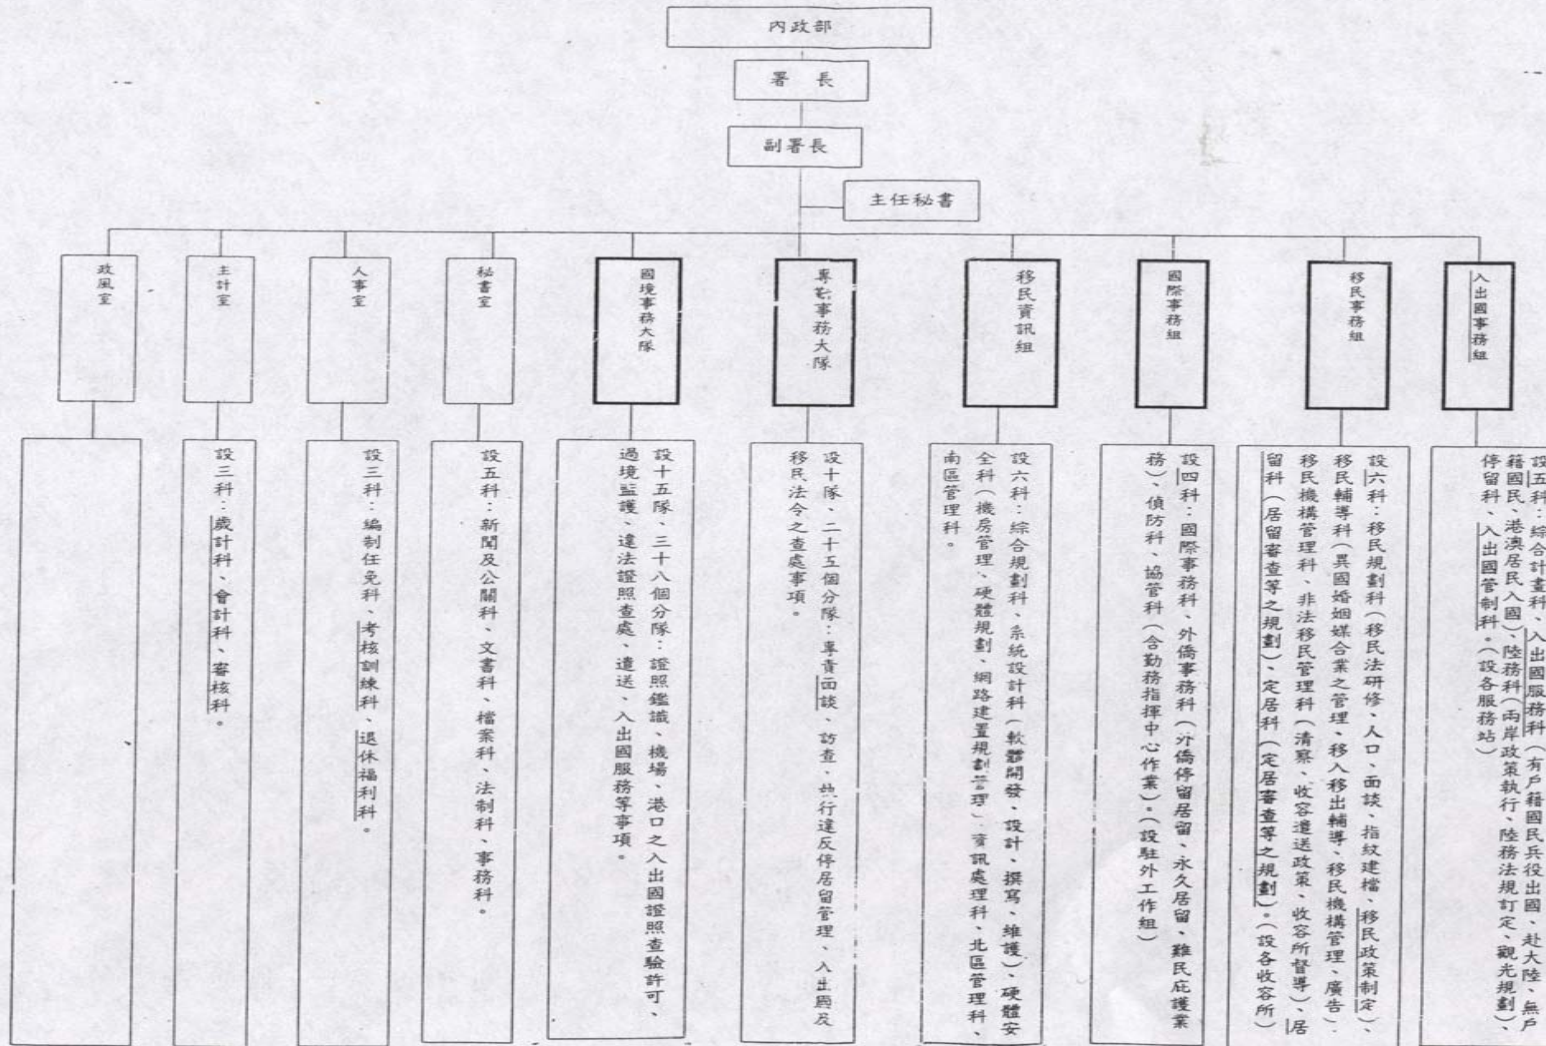 內政部
署長
副署長
主任秘書
入出國事務組
移民事務組
國際事務組
移民資訊組
專勤事務大隊
國境事務大隊
秘書室
人事室
主計室
政風室
設五科：綜合計畫科、入出國服務科（有戶籍國民兵役出國、赴大陸、無戶
籍國民、港澳居民入國）、陸務科（兩岸政策執行、陸務法規訂定、觀光規劃）、
停留科、入出國管制科。（設各服務站）
設六科：移民規劃科（移民法研修、人口、面談、指紋建檔、移民政策制定）、
移民輔導科（異國婚姻媒合業之管理、移入移出輔導、移民機構管理、廣告）、
移民機構管理科、非法移民管理科（清察、收容遣送政策、收容所督導）、居
留科（居留審查等之規劃）、定居科（定居審查等之規劃）。（設各收容所）
設四科：國際事務科、外僑事務科（外僑停留居留、永久居留、難民庇護業
務）、偵防科、協管科（含勤務指揮中心作業）。（設駐外工作組）
設六科：綜合規劃科、系統設計科（軟體開發、設計、撰寫、維護）、硬體安
全科（機房管理、硬體規劃、網路建置規劃管理）、資訊處理科、北區管理科、
南區管理科。
設十隊、二十五個分隊：專責面談、訪查、執行違反停居留管理、入出國及
移民法令之查處事項。
設十五隊、三十八個分隊：證照鑑識、機場、港口之入出國證照查驗許可、
過境監護、違法證照查處、遣送、入出國服務等事項。
設五科：新聞及公關科、文書科、檔案科、法制科、事務科。
設三科：編制任免科、考核訓練科、退休福利科。
設三科：歲計科、會計科、審核科。